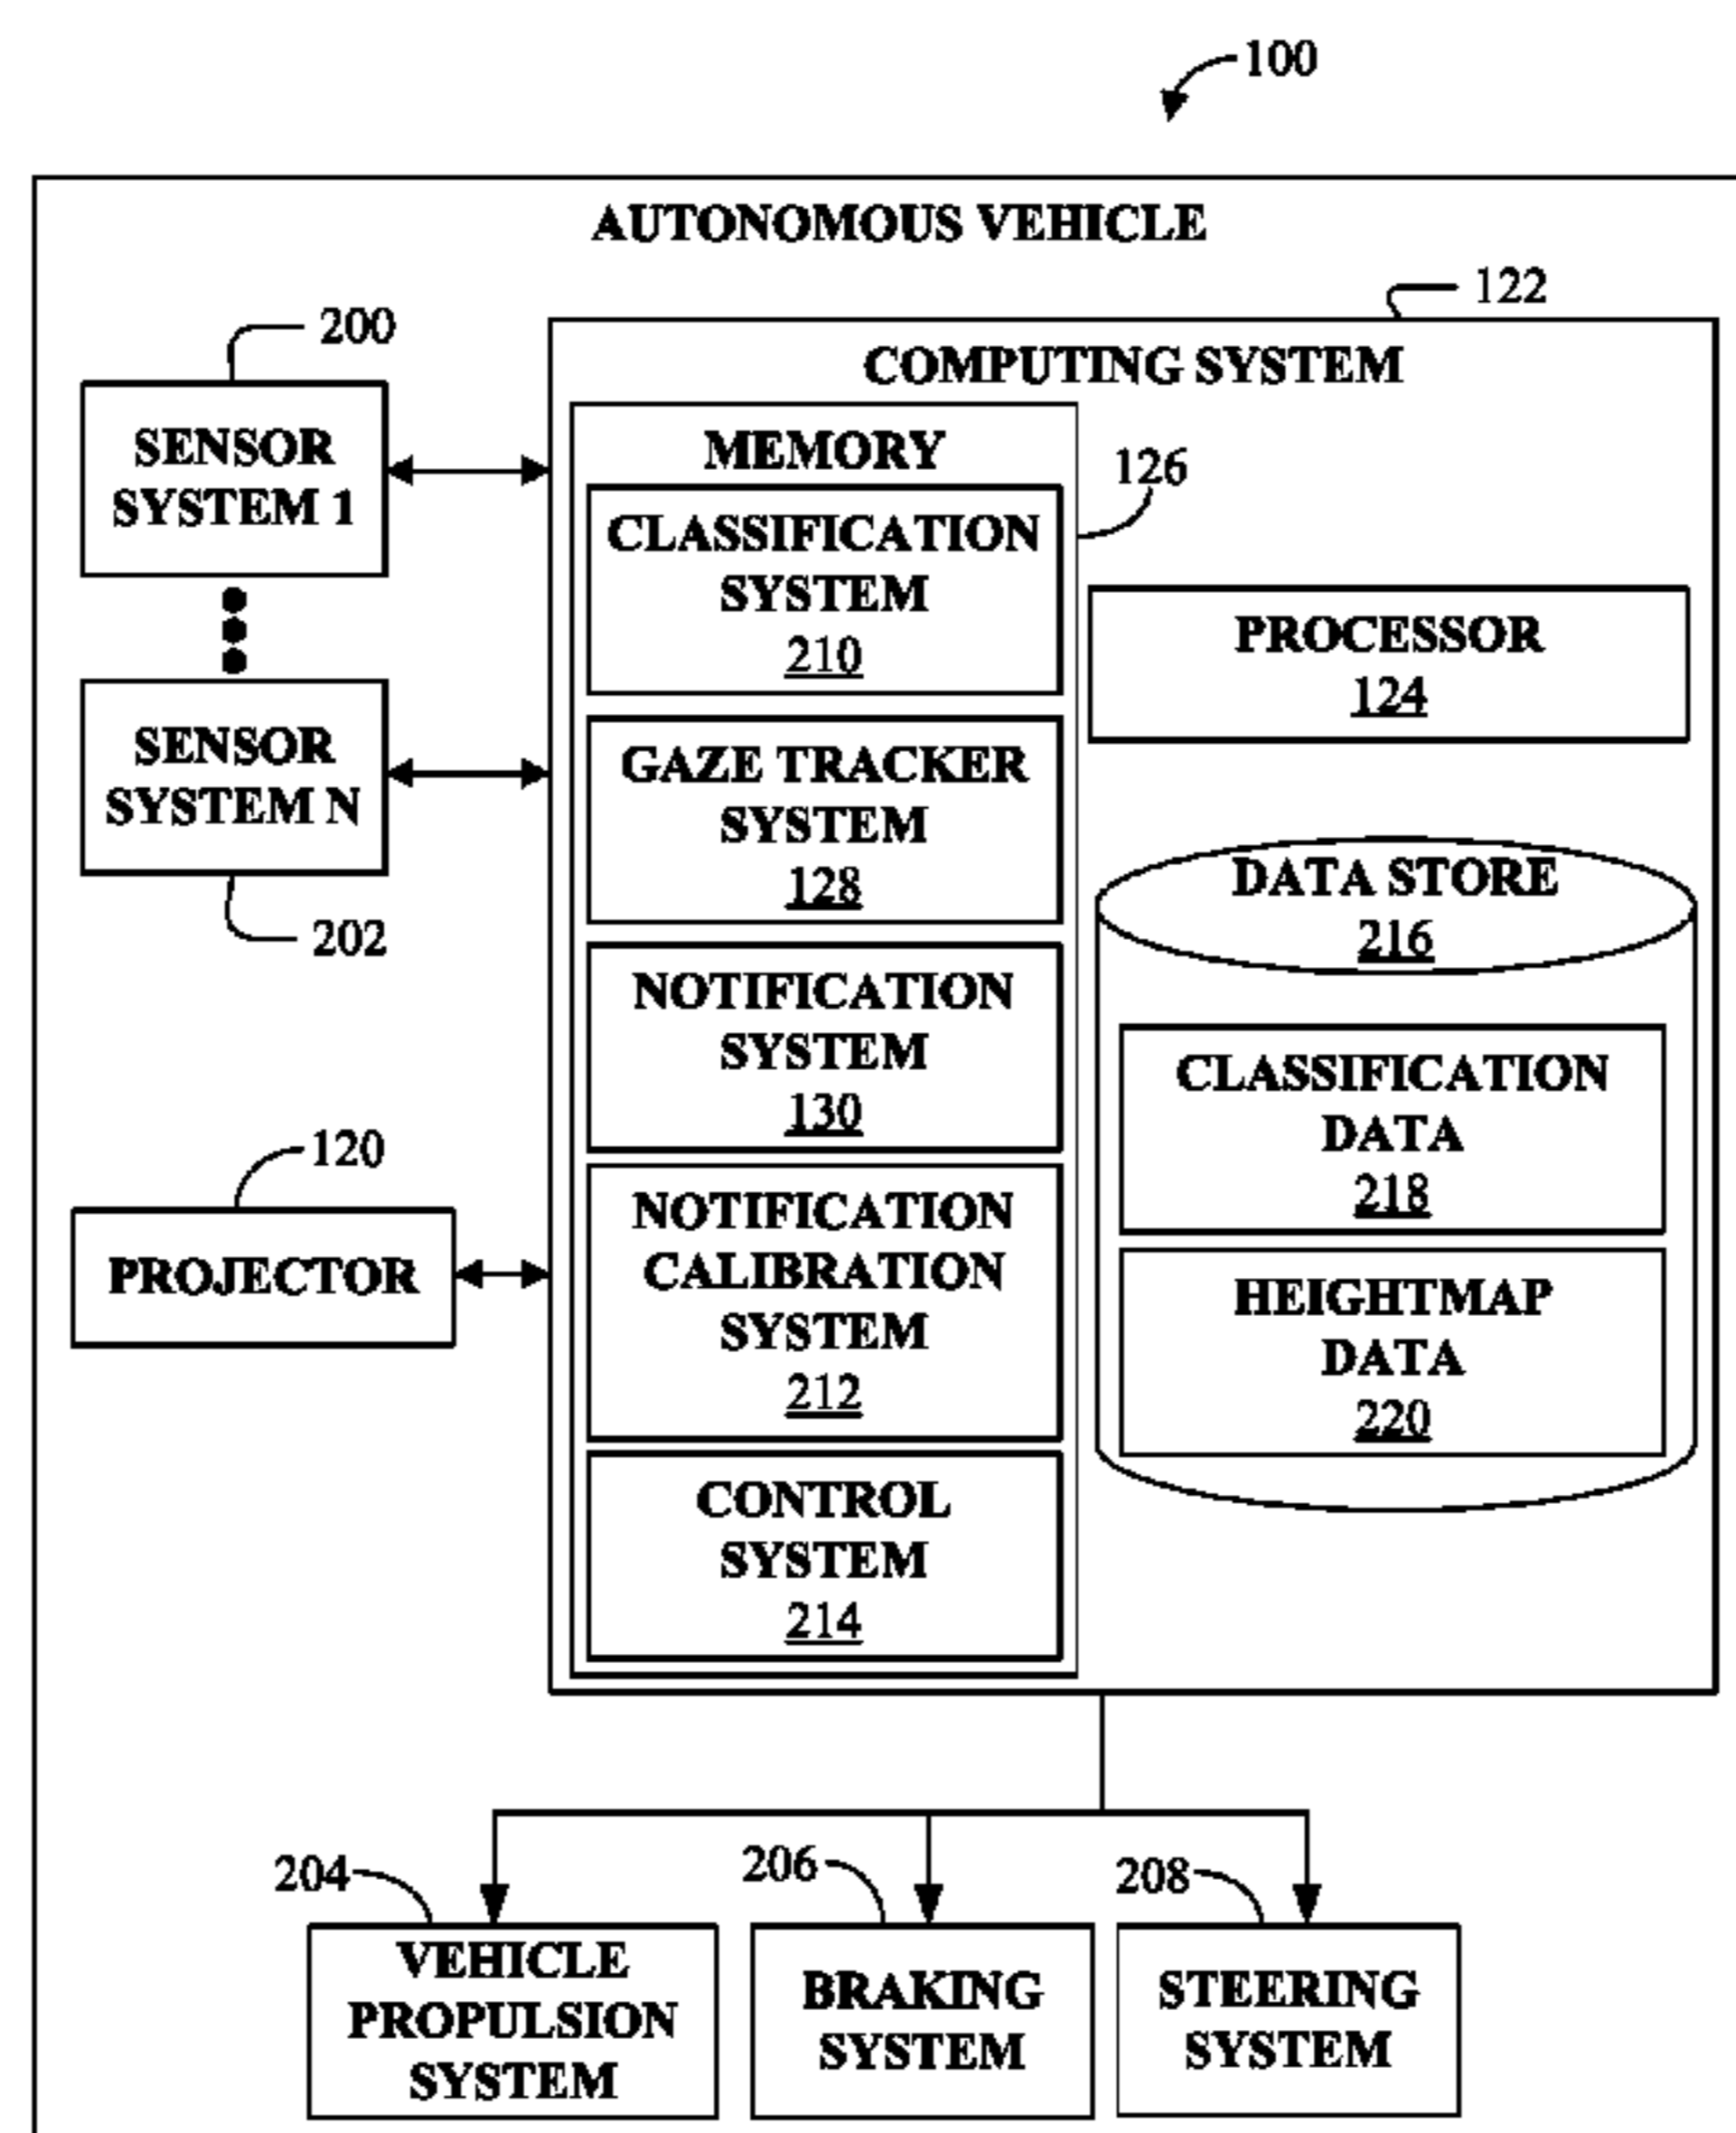 100
AUTONOMOUS VEHICLE
122
200
COMPUTING SYSTEM
SENSOR
SYSTEM 1
MEMORY
126
CLASSIFICATION
SYSTEM
210
PROCESSOR
124
SENSOR
SYSTEM N
202
GAZE TRACKER
SYSTEM
128
DATA STORE
216
NOTIFICATION
SYSTEM
130
CLASSIFICATION
DATA
218
120
PROJECTOR
NOTIFICATION
CALIBRATION
SYSTEM
212
HEIGHTMAP
DATA
220
CONTROL
SYSTEM
214
204
206
208
VEHICLE
PROPULSION
SYSTEM
BRAKING
SYSTEM
STEERING
SYSTEM